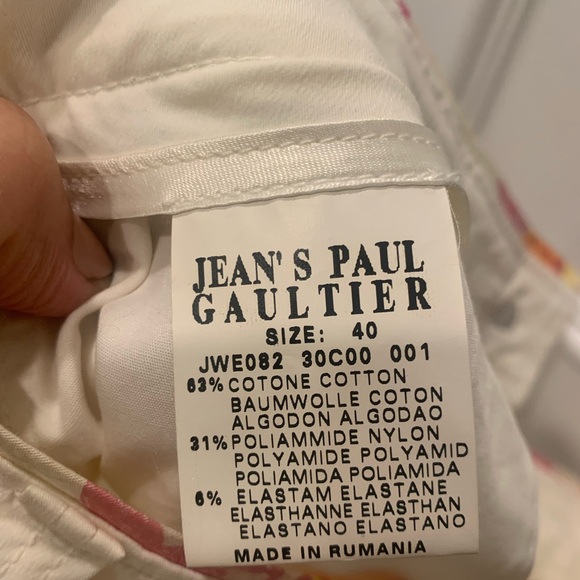 JEAN'S PAUL
GAULTIER
SIZE: 40
JWE082 30C00 001
63% COTONE COTTON
BAUMWOLLE COTON
ALGODON ALGODAO
31% POLIAMMIDE NYLON
POLYAMIDE POLYAMID
POLIAMIDA POLIAMIDA
6% ELASTAM ELASTANE
ELASTHANNE ELASTHAN
ELASTANO ELASTANO
MADE IN RUMANIA